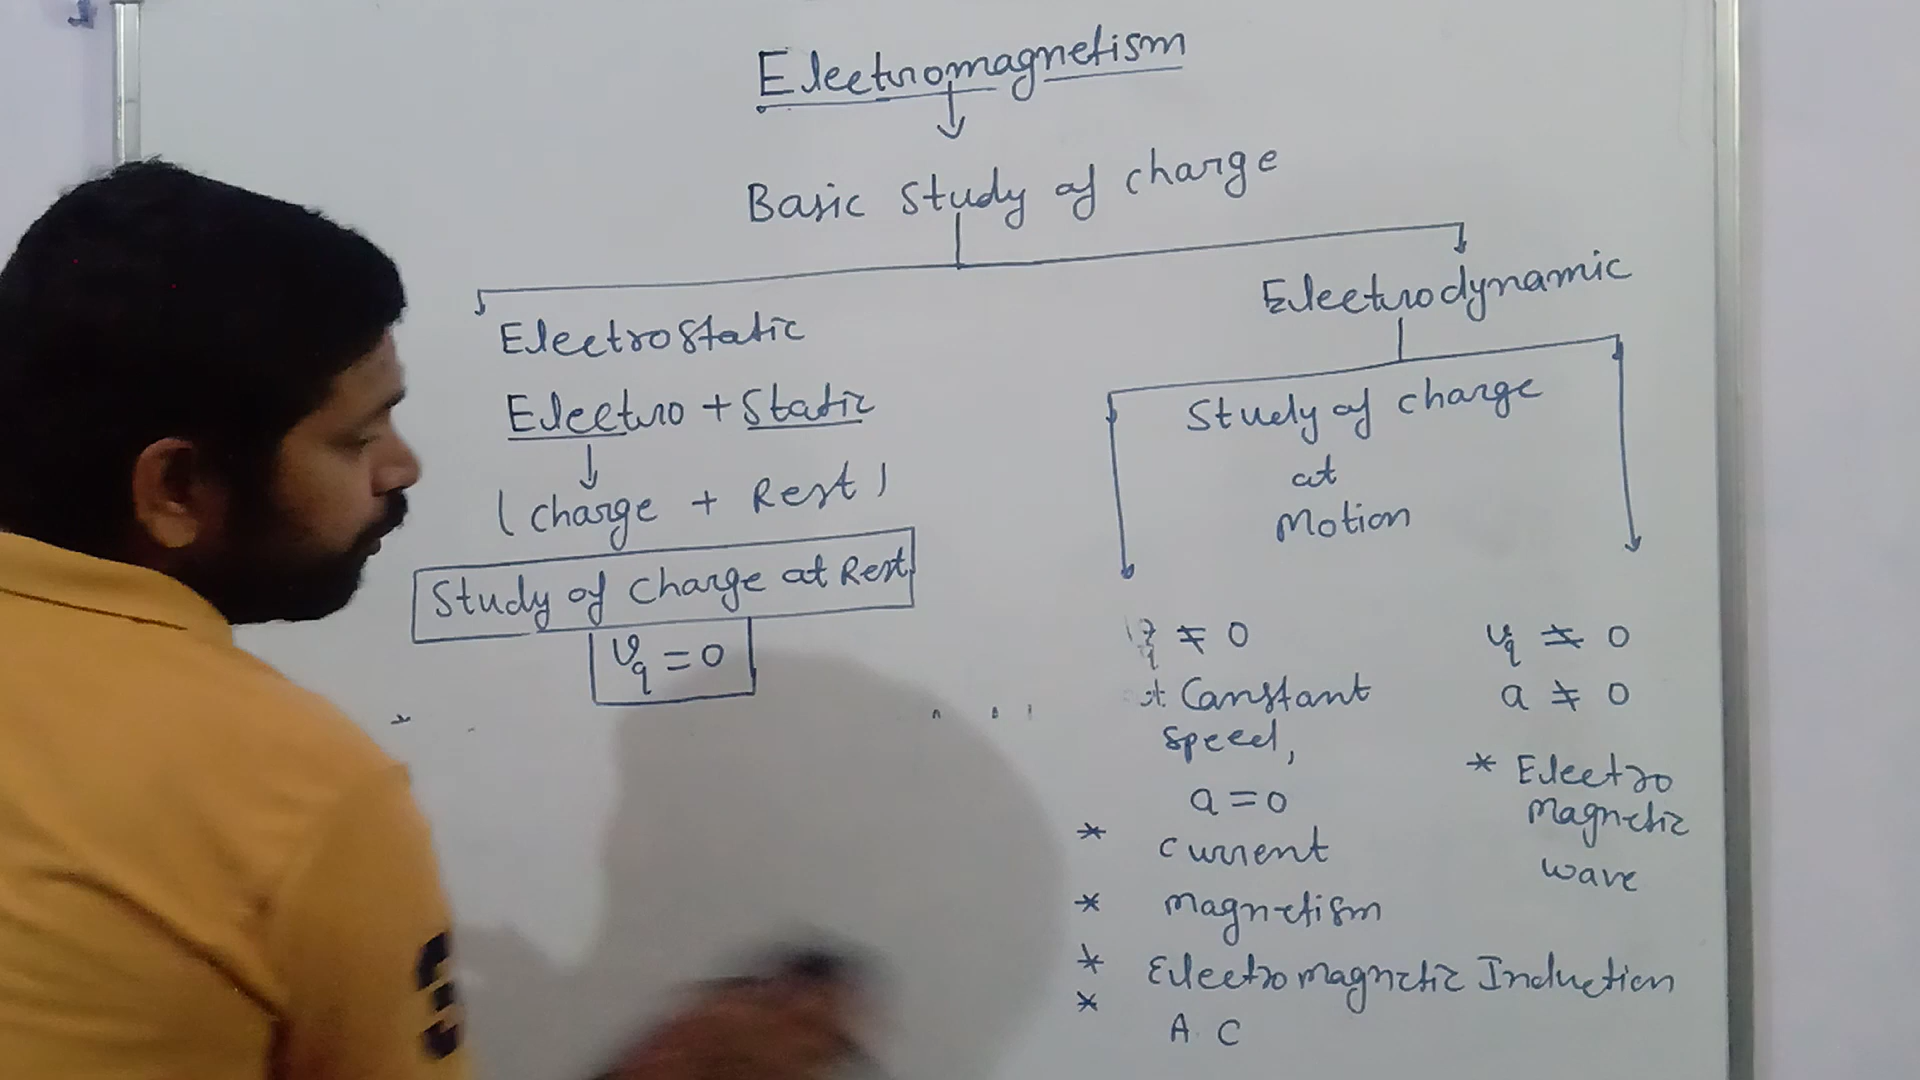 Electromagnetism
Basic Study of charge
Electrostatic
Electro + Static
(Charge + Rest)
Study of Charge at Rest
Vq = 0
Electrodynamic
Study of charge
at
Motion
≠ 0
Constant
Speed,
a = 0
* current
* magnetism
* Electromagnetic Induction
* A.C
Vq ≠ 0
a ≠ 0
* Electro
Magnetic
wave